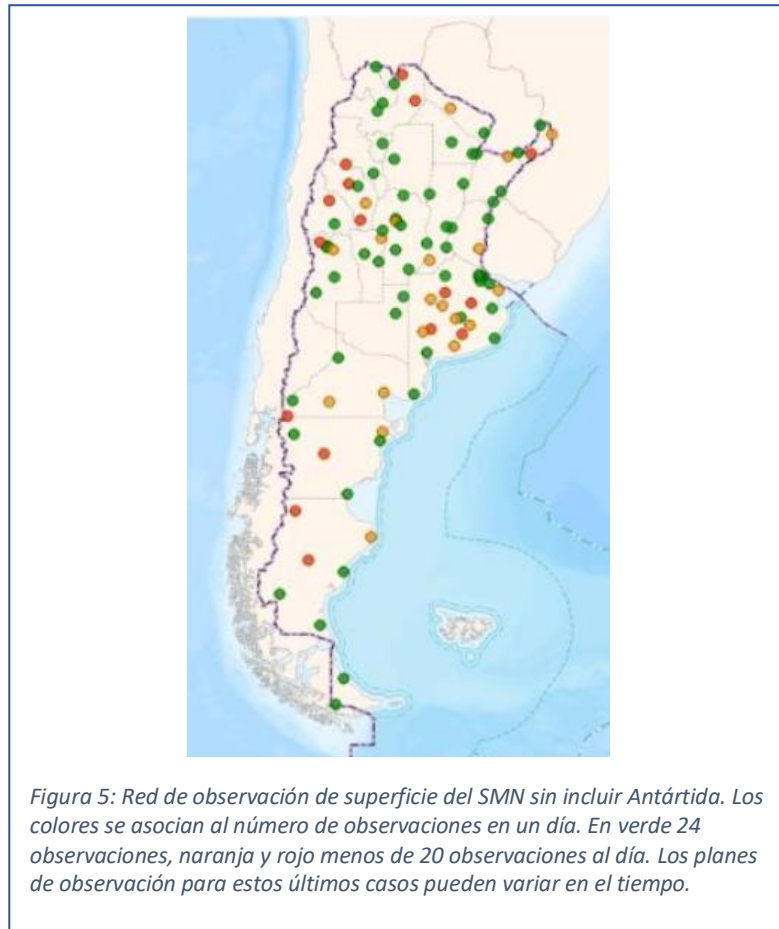 Figura 5: Red de observación de superficie del SMN sin incluir Antártida. Los
colores se asocian al número de observaciones en un día. En verde 24
observaciones, naranja y rojo menos de 20 observaciones al día. Los planes
de observación para estos últimos casos pueden variar en el tiempo.